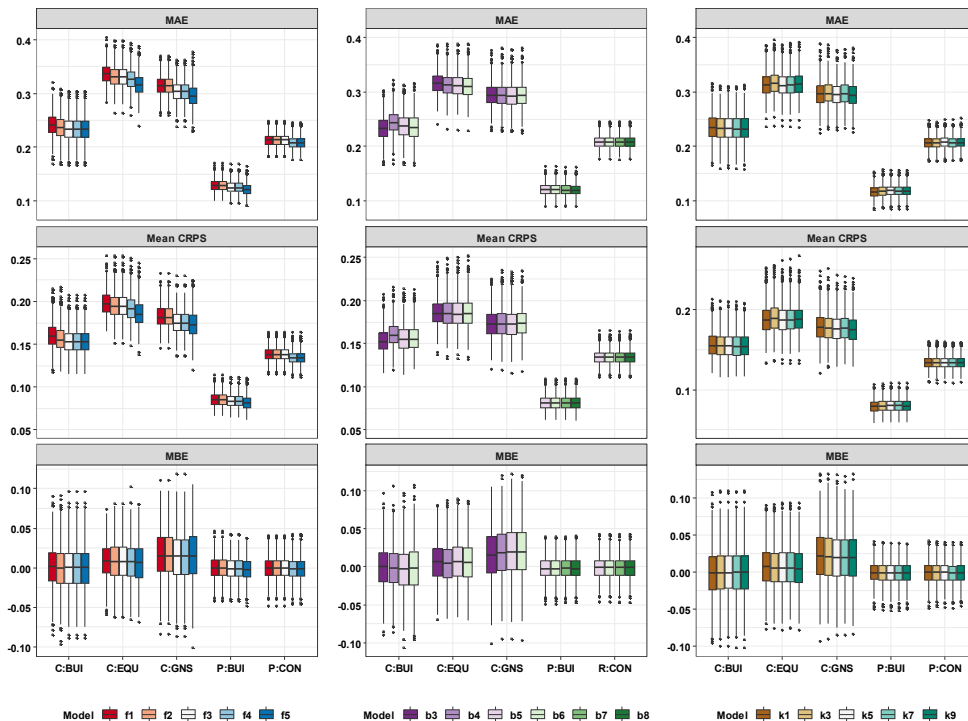 MAE
MAE
MAE
0.4
0.3
0.2
0.1
0.4
0.3
0.2
0.1
0.4
0.3
0.2
0.1
Mean CRPS
Mean CRPS
Mean CRPS
0.25
0.20
0.15
0.10
0.05
0.25
0.20
0.15
0.10
0.05
0.2
0.1
MBE
MBE
MBE
0.10
0.05
0.00
-0.05
-0.10
0.10
0.05
0.00
-0.05
-0.10
0.10
0.05
0.00
-0.05
-0.10
C:BUI C:EQU C:GNS P:BUI P:CON
C:BUI C:EQU C:GNS P:BUI R:CON
C:BUI C:EQU C:GNS P:BUI P:CON
Model f1 f2 f3 f4 f5
Model b3 b4 b5 b6 b7 b8
Model k1 k3 k5 k7 k9